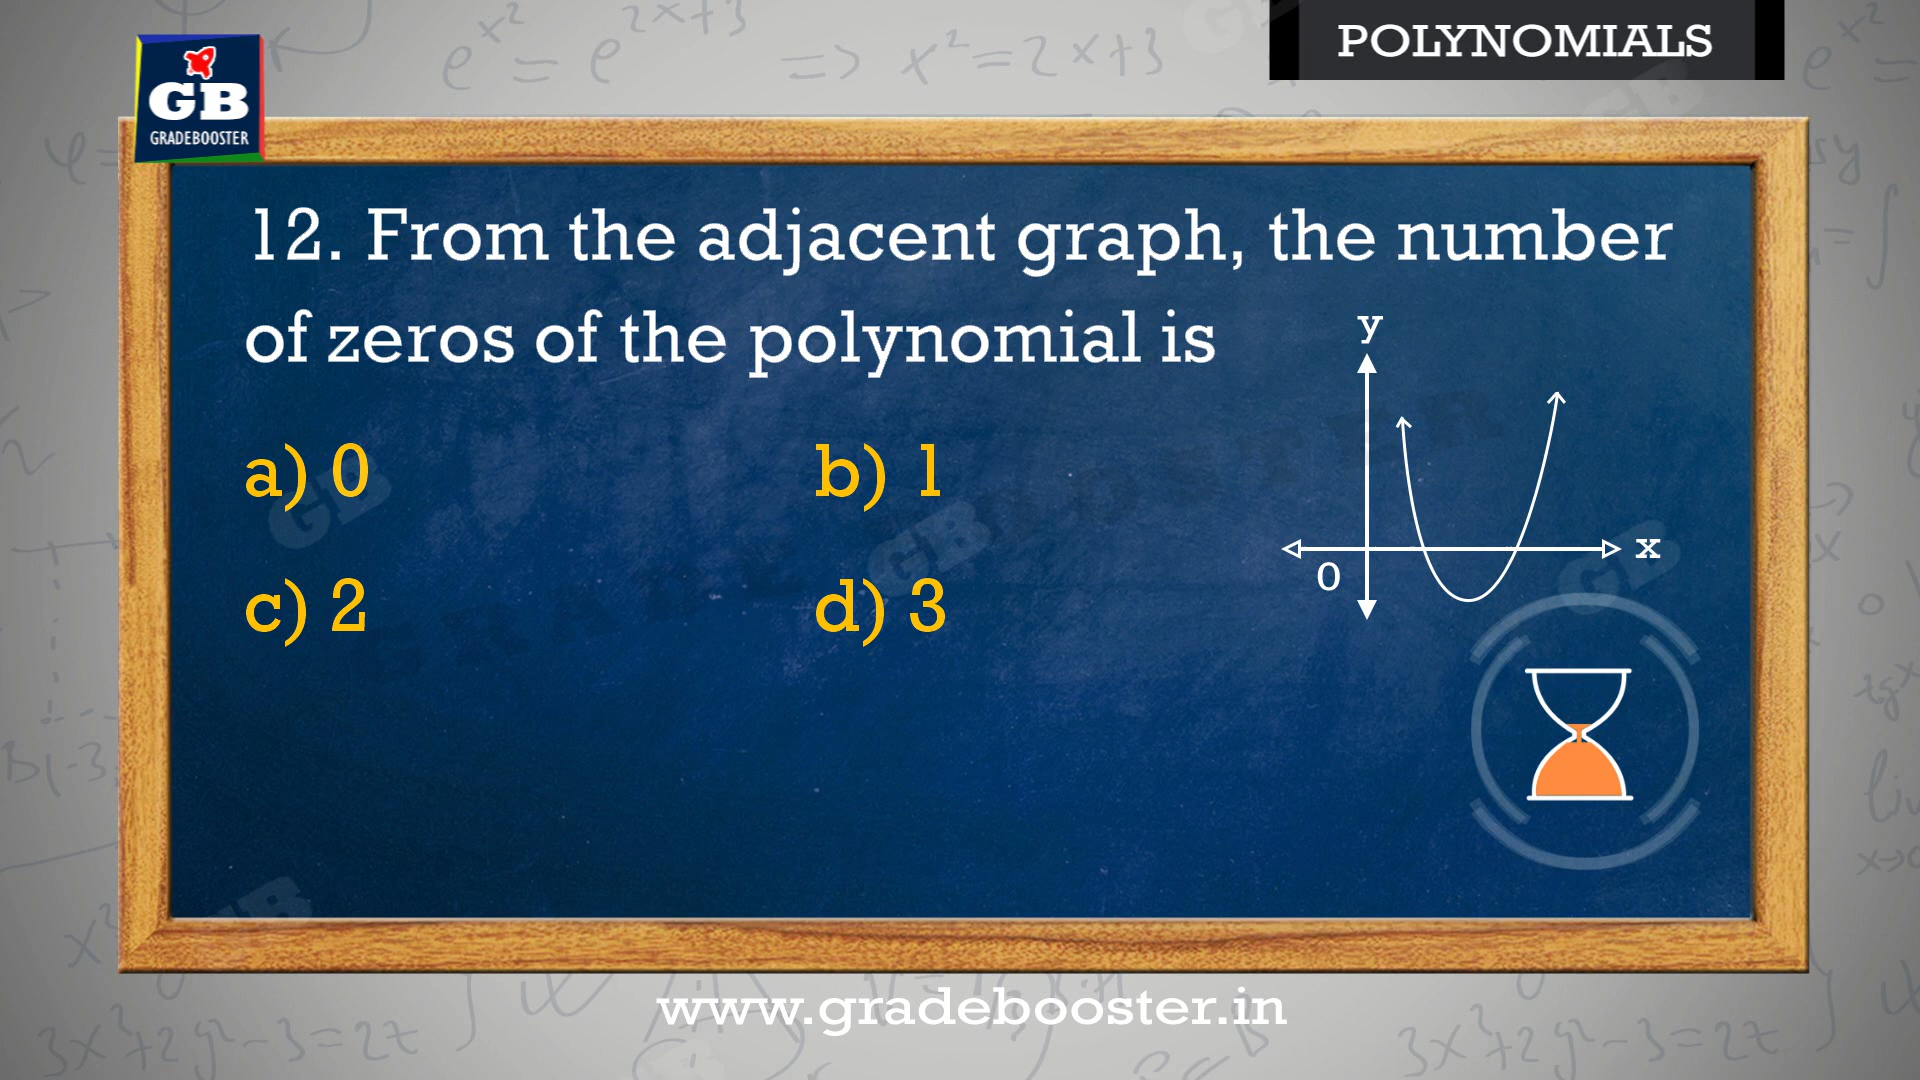 POLYNOMIALS
GB
GRADEBOOSTER
12. From the adjacent graph, the number
of zeros of the polynomial is
a) 0
b) 1
c) 2
d) 3
y
x
0
www.gradebooster.in